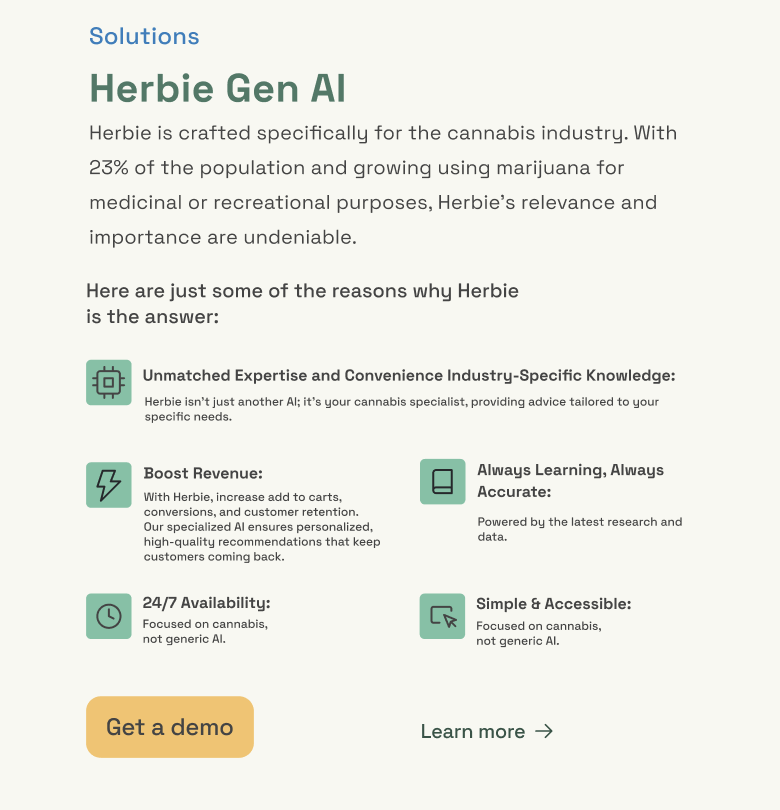 Solutions
Herbie Gen AI
Herbie is crafted specifically for the cannabis industry. With
23% of the population and growing using marijuana for
medicinal or recreational purposes, Herbie's relevance and
importance are undeniable.
Here are just some of the reasons why Herbie
is the answer:
Unmatched Expertise and Convenience Industry-Specific Knowledge:
Herbie isn't just another AI; it's your cannabis specialist, providing advice tailored to your
specific needs.
Boost Revenue:
With Herbie, increase add to carts,
conversions, and customer retention.
Our specialized AI ensures personalized,
high-quality recommendations that keep
customers coming back.
Always Learning, Always
Accurate:
Powered by the latest research and
data.
24/7 Availability:
Focused on cannabis,
not generic AI.
Simple & Accessible:
Focused on cannabis,
not generic AI.
Get a demo
Learn more →